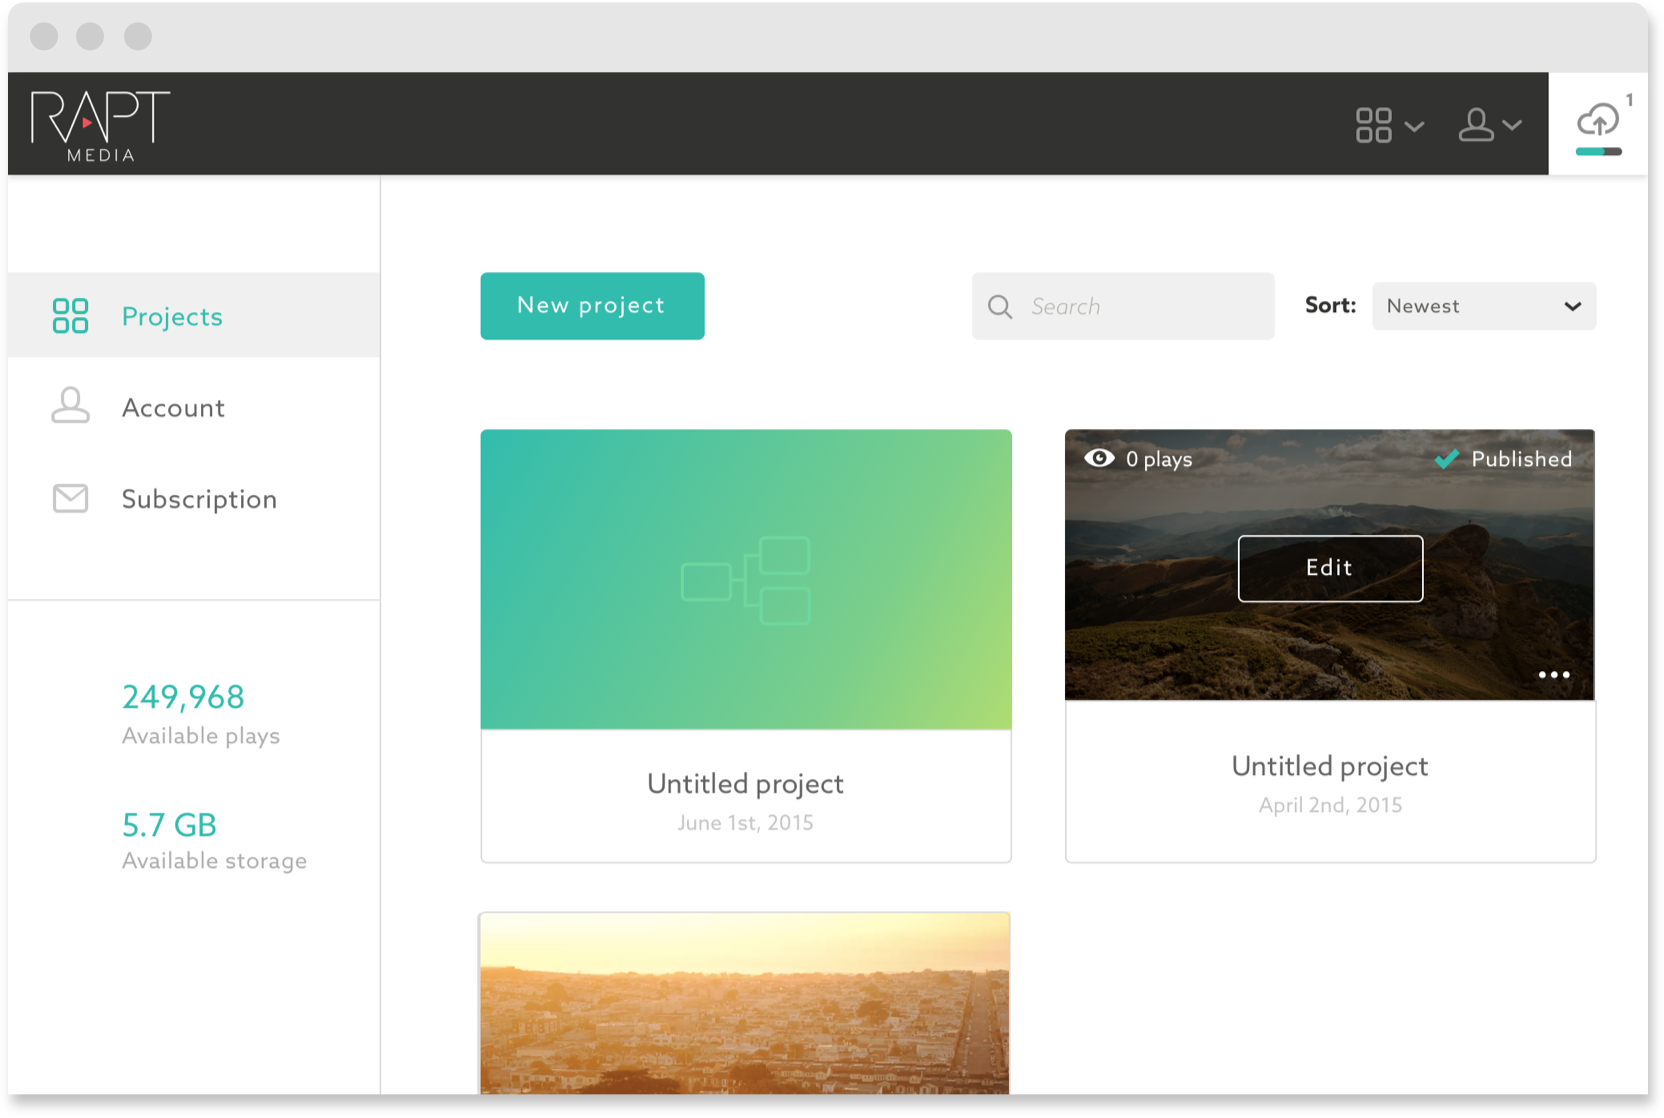 RAPT
MEDIA
1
Projects
Account
Subscription
249,968
Available plays
5.7 GB
Available storage
New project
Search
Sort:
Newest
0 plays
Published
Edit
Untitled project
June 1st, 2015
Untitled project
April 2nd, 2015